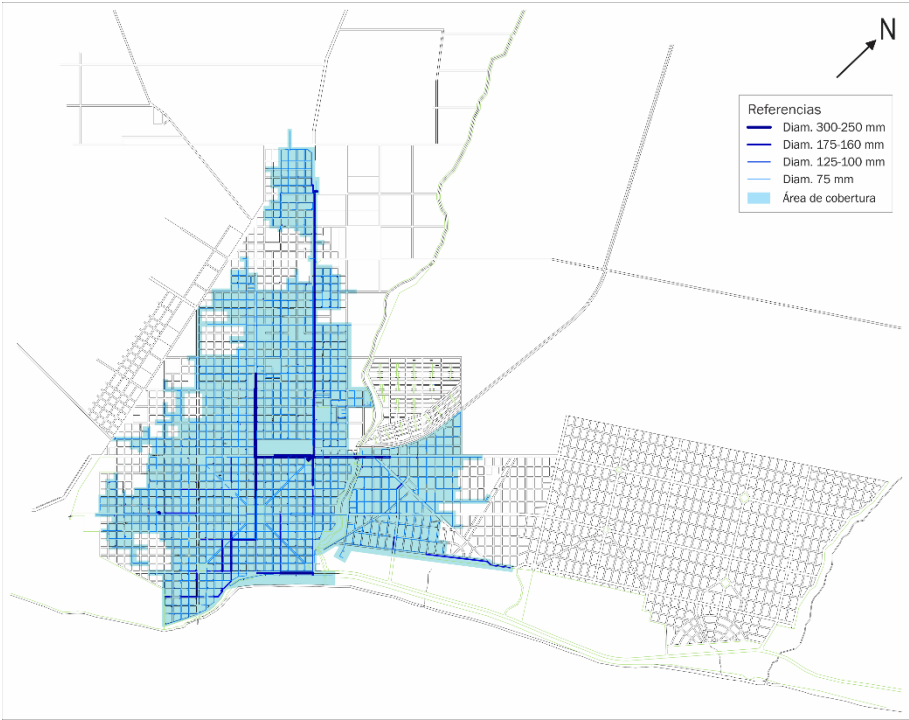 N
Referencias
Diam. 300-250 mm
Diam. 175-160 mm
Diam. 125-100 mm
Diam. 75 mm
Área de cobertura